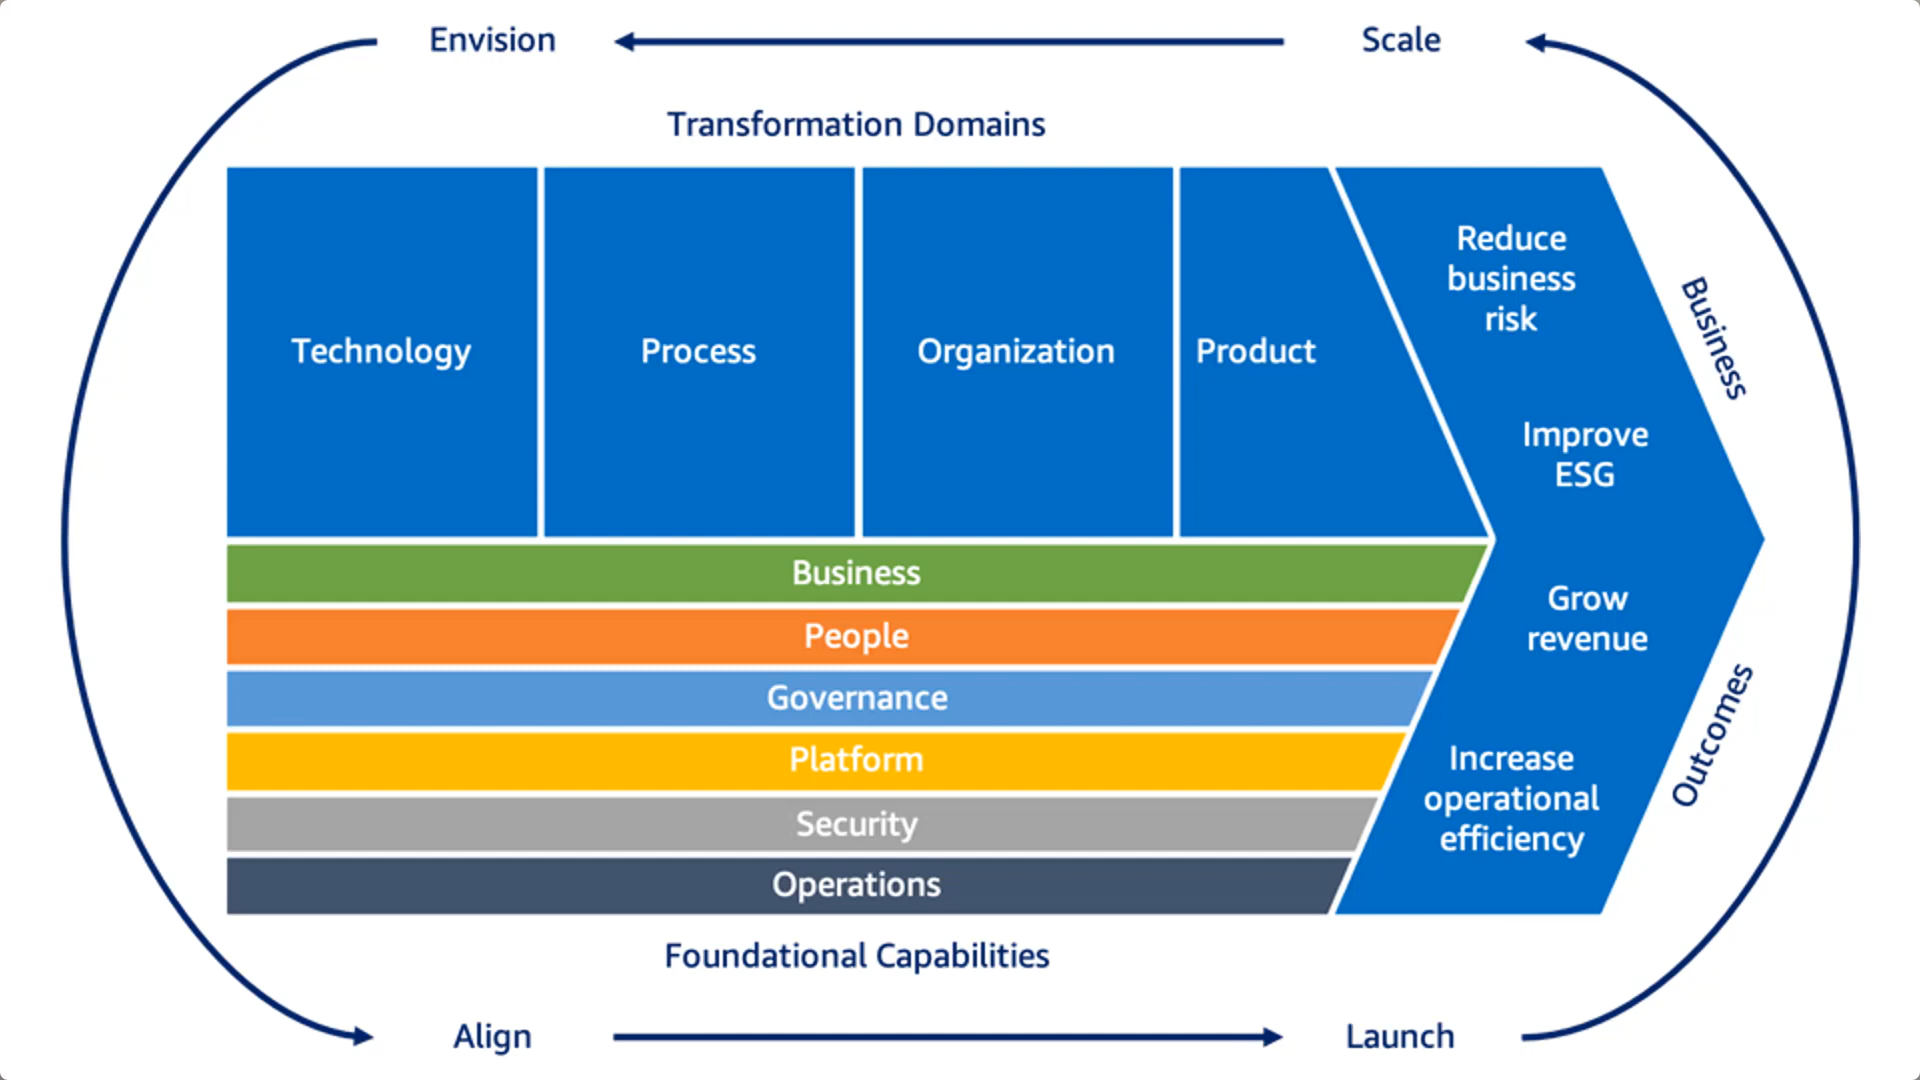 Envision
Scale
Transformation Domains
Technology
Process
Organization
Product
Reduce
business
risk
Improve
ESG
Grow
revenue
Increase
operational
efficiency
Business
Outcomes
Business
People
Governance
Platform
Security
Operations
Foundational Capabilities
Align
Launch